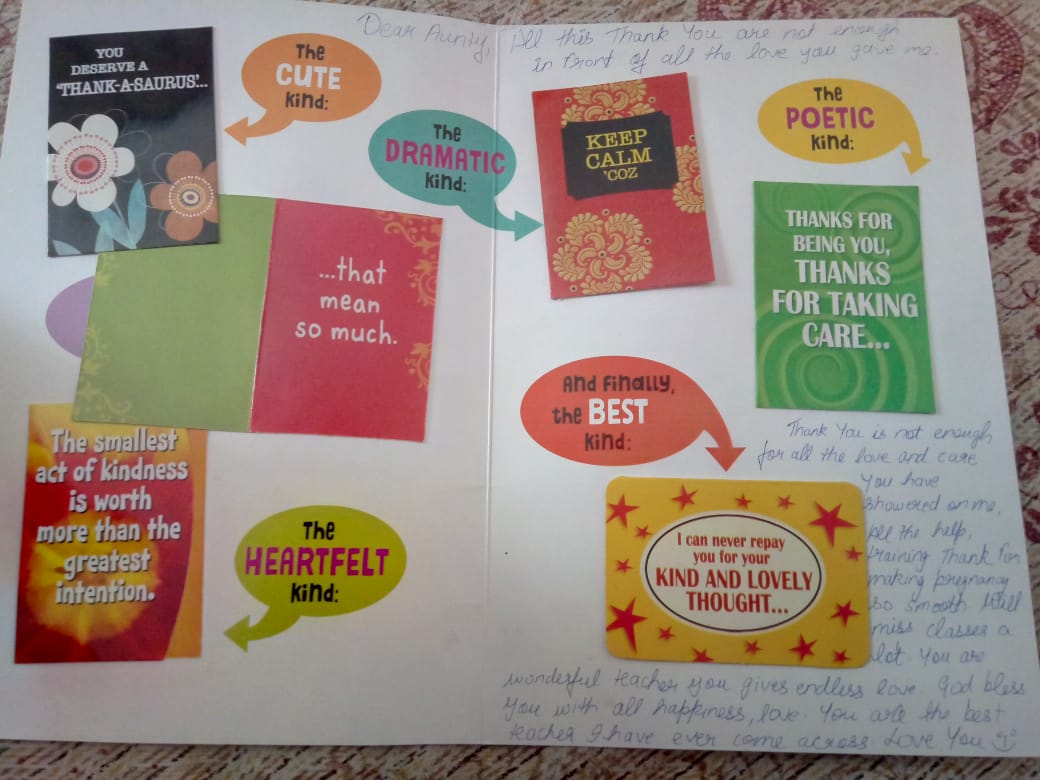 Dear Aunty, All this Thank You are not enough
in front of all the love you gave me.
YOU
DESERVE A
'THANK-A-SAURUS'...
The
CUTE
kind:
The
DRAMATIC
kind:
KEEP
CALM
'COZ
The
POETIC
kind:
THANKS FOR
BEING YOU,
THANKS
FOR TAKING
CARE...
...that
mean
so much.
The smallest
act of kindness
is worth
more than the
greatest
intention.
The
HEARTFELT
kind:
And finally,
the BEST
kind:
I can never repay
you for your
KIND AND LOVELY
THOUGHT...
Thank You is not enough
for all the love and care
You have
showered on me,
All the help,
training Thank for
making pregnancy
so smooth Will
miss classes a
lot. You are
wonderful teacher you gives endless love. God bless
You with all happiness, love. You are the best
teacher I have ever come across Love You